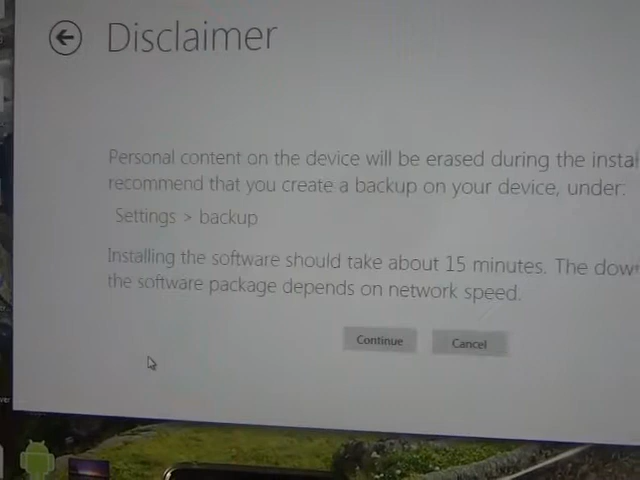 Disclaimer
Personal content on the device will be erased during the
recommend that you create a backup on your device, under:
Settings > backup
Installing the software should take about 15 minutes. The
the software package depends on network speed.
Continue
Cancel